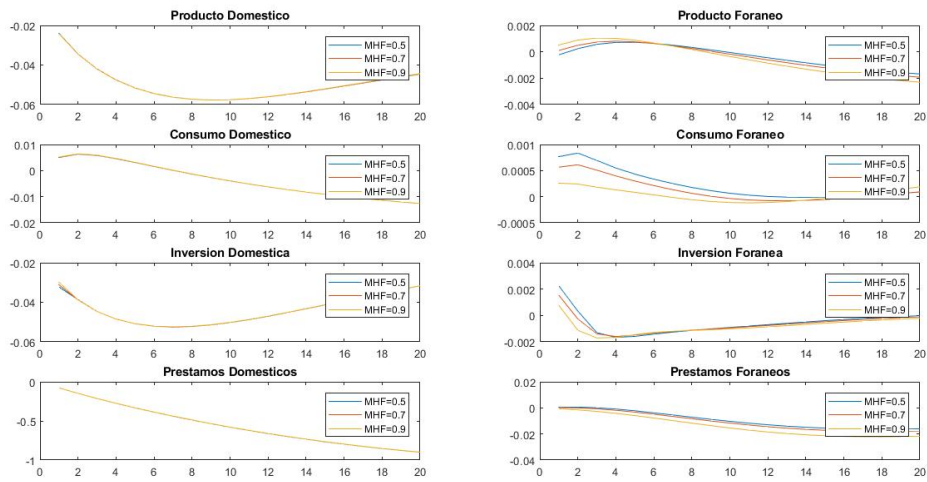 Producto Domestico
-0.02
-0.04
-0.06
0 2 4 6 8 10 12 14 16 18 20
MHF=0.5
MHF=0.7
MHF=0.9
Producto Foraneo
0.002
0
-0.002
-0.004
0 2 4 6 8 10 12 14 16 18 20
MHF=0.5
MHF=0.7
MHF=0.9
Consumo Domestico
0.01
0
-0.01
-0.02
0 2 4 6 8 10 12 14 16 18 20
MHF=0.5
MHF=0.7
MHF=0.9
Consumo Foraneo
0.001
0.0005
0
-0.0005
0 2 4 6 8 10 12 14 16 18 20
MHF=0.5
MHF=0.7
MHF=0.9
Inversion Domestica
-0.02
-0.04
-0.06
0 2 4 6 8 10 12 14 16 18 20
MHF=0.5
MHF=0.7
MHF=0.9
Inversion Foranea
0.004
0.002
0
-0.002
0 2 4 6 8 10 12 14 16 18 20
MHF=0.5
MHF=0.7
MHF=0.9
Prestamos Domesticos
0
-0.5
-1
0 2 4 6 8 10 12 14 16 18 20
MHF=0.5
MHF=0.7
MHF=0.9
Prestamos Foraneos
0.02
0
-0.02
-0.04
0 2 4 6 8 10 12 14 16 18 20
MHF=0.5
MHF=0.7
MHF=0.9